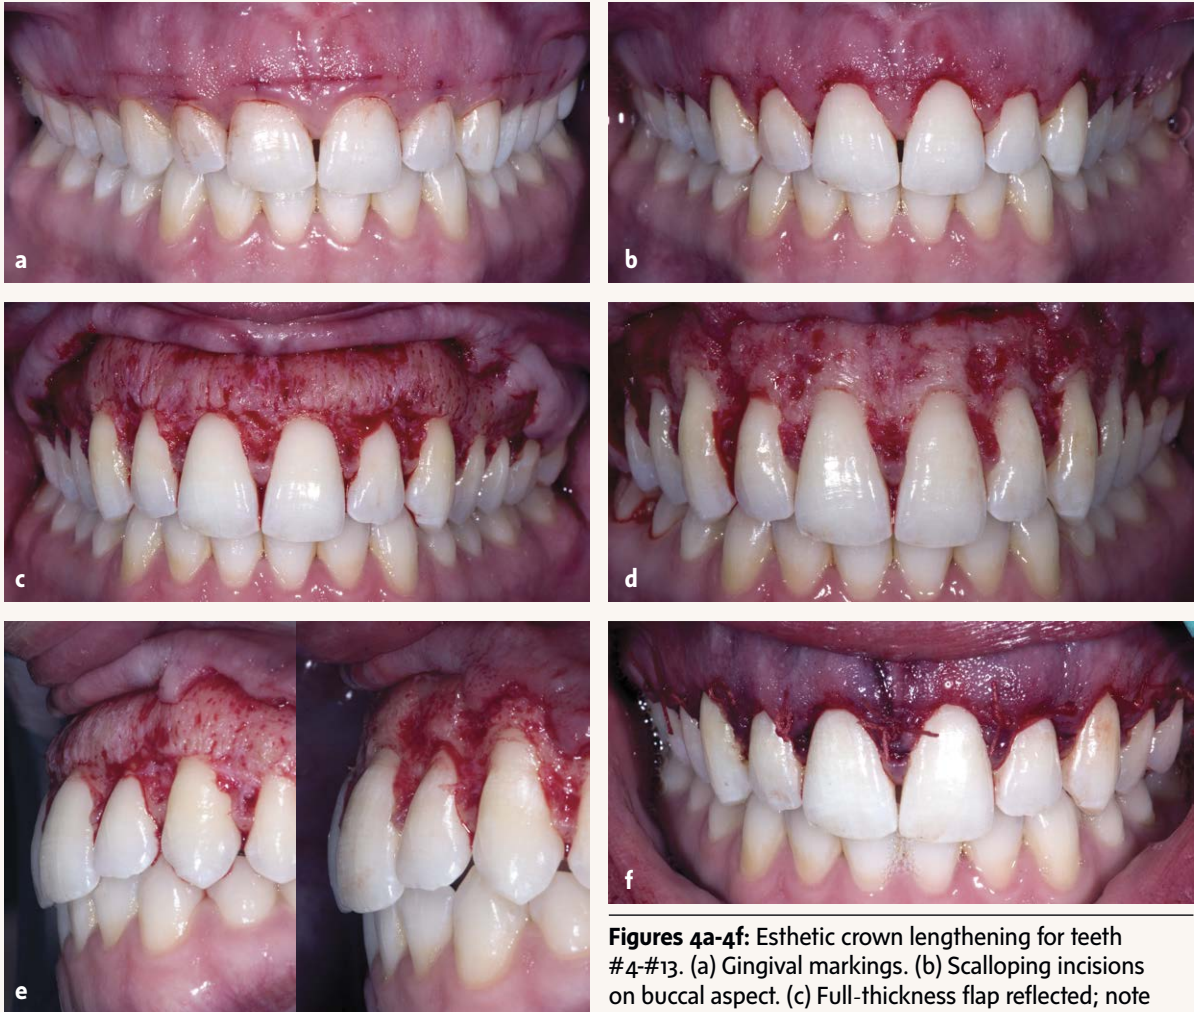 a
b
c
d
e
f
Figures 4a-4f: Esthetic crown lengthening for teeth
#4-#13. (a) Gingival markings. (b) Scalloping incisions
on buccal aspect. (c) Full-thickness flap reflected; note